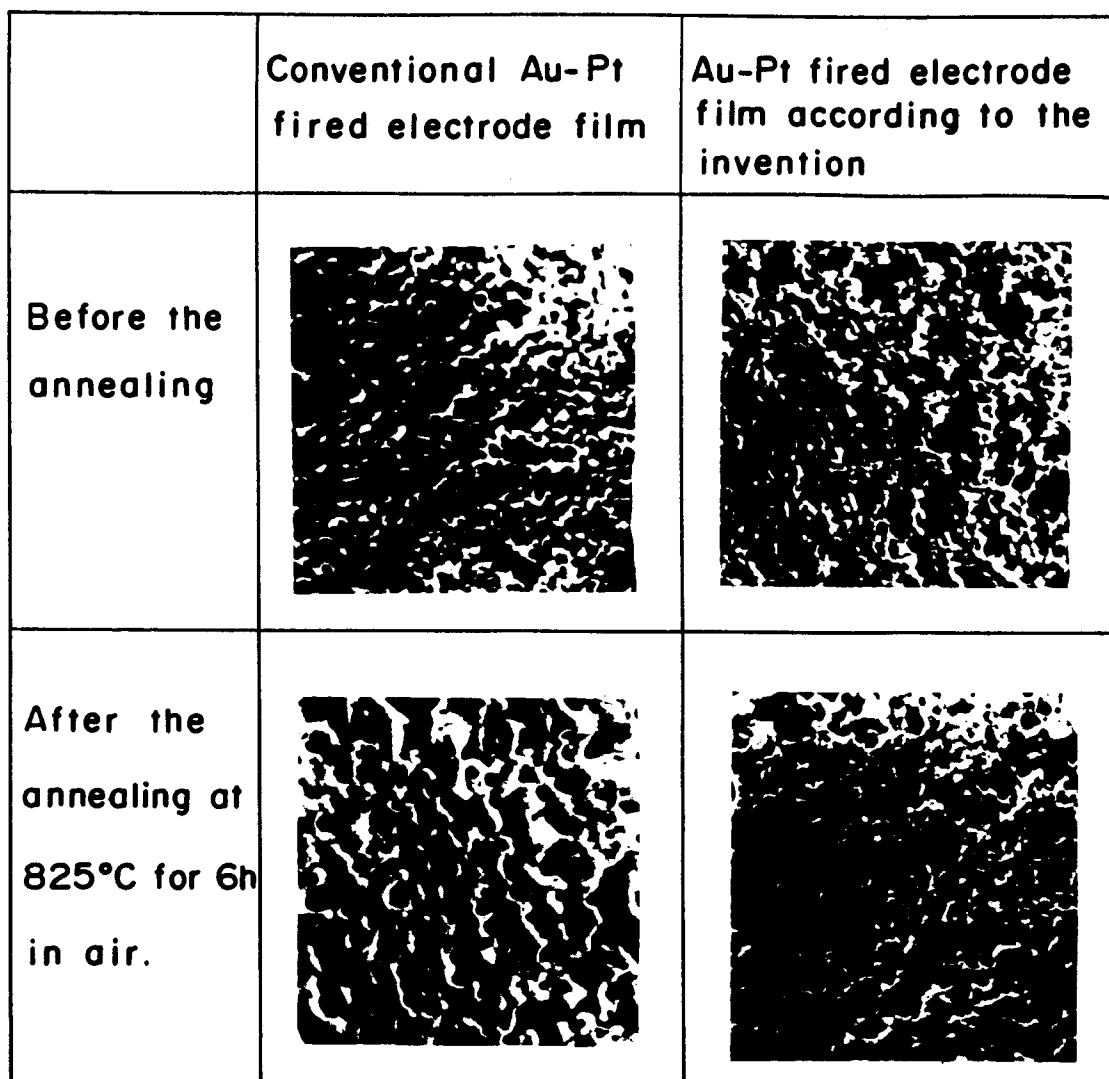 Conventional Au-Pt
fired electrode film
Au-Pt fired electrode
film according to the
invention
Before the
annealing
After the
annealing at
825°C for 6h
in air.